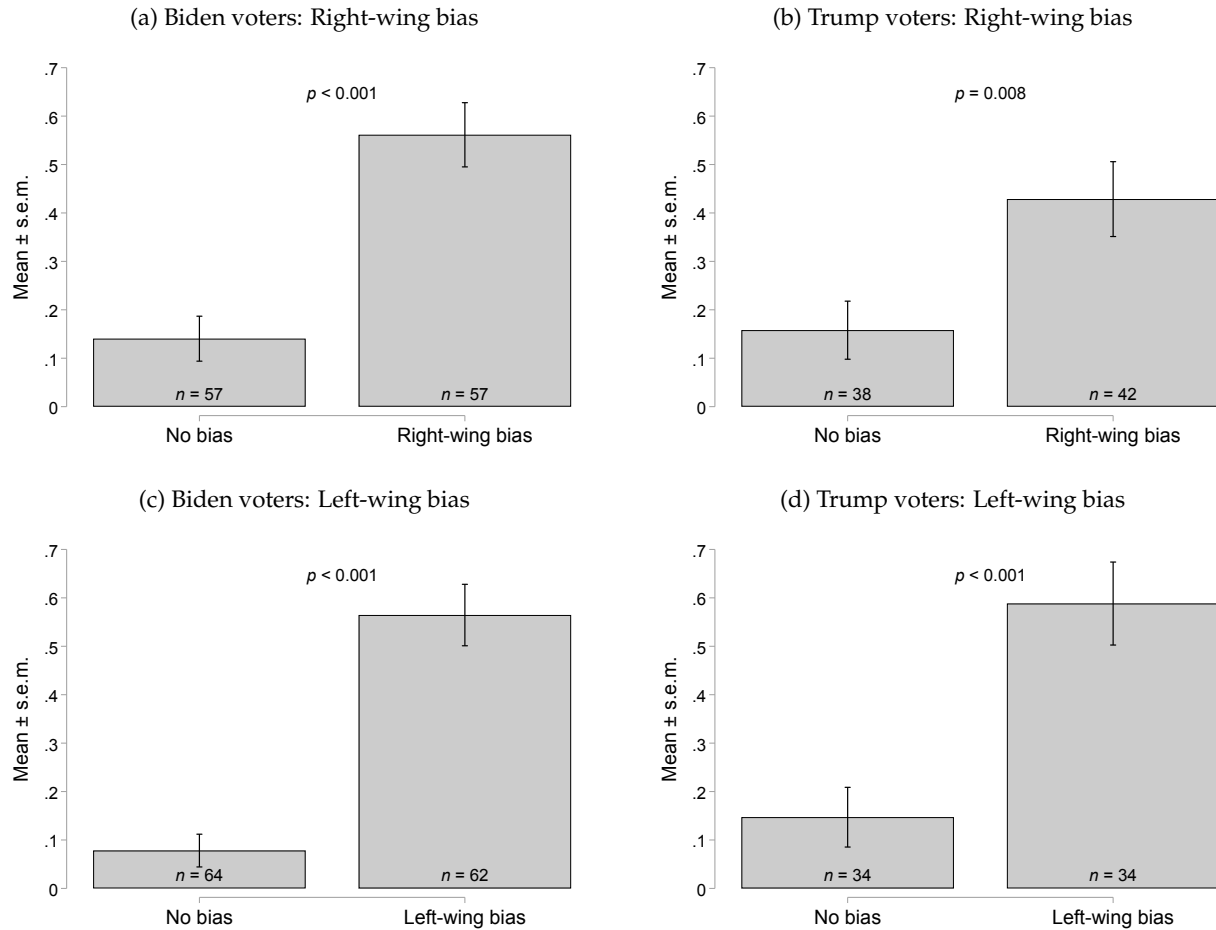 (a) Biden voters: Right-wing bias
.7
.6
.5
.4
.3
.2
.1
0
Mean ± s.e.m.
p < 0.001
n = 57
n = 57
No bias
Right-wing bias
(b) Trump voters: Right-wing bias
.7
.6
.5
.4
.3
.2
.1
0
Mean ± s.e.m.
p = 0.008
n = 38
n = 42
No bias
Right-wing bias
(c) Biden voters: Left-wing bias
.7
.6
.5
.4
.3
.2
.1
0
Mean ± s.e.m.
p < 0.001
n = 64
n = 62
No bias
Left-wing bias
(d) Trump voters: Left-wing bias
.7
.6
.5
.4
.3
.2
.1
0
Mean ± s.e.m.
p < 0.001
n = 34
n = 34
No bias
Left-wing bias